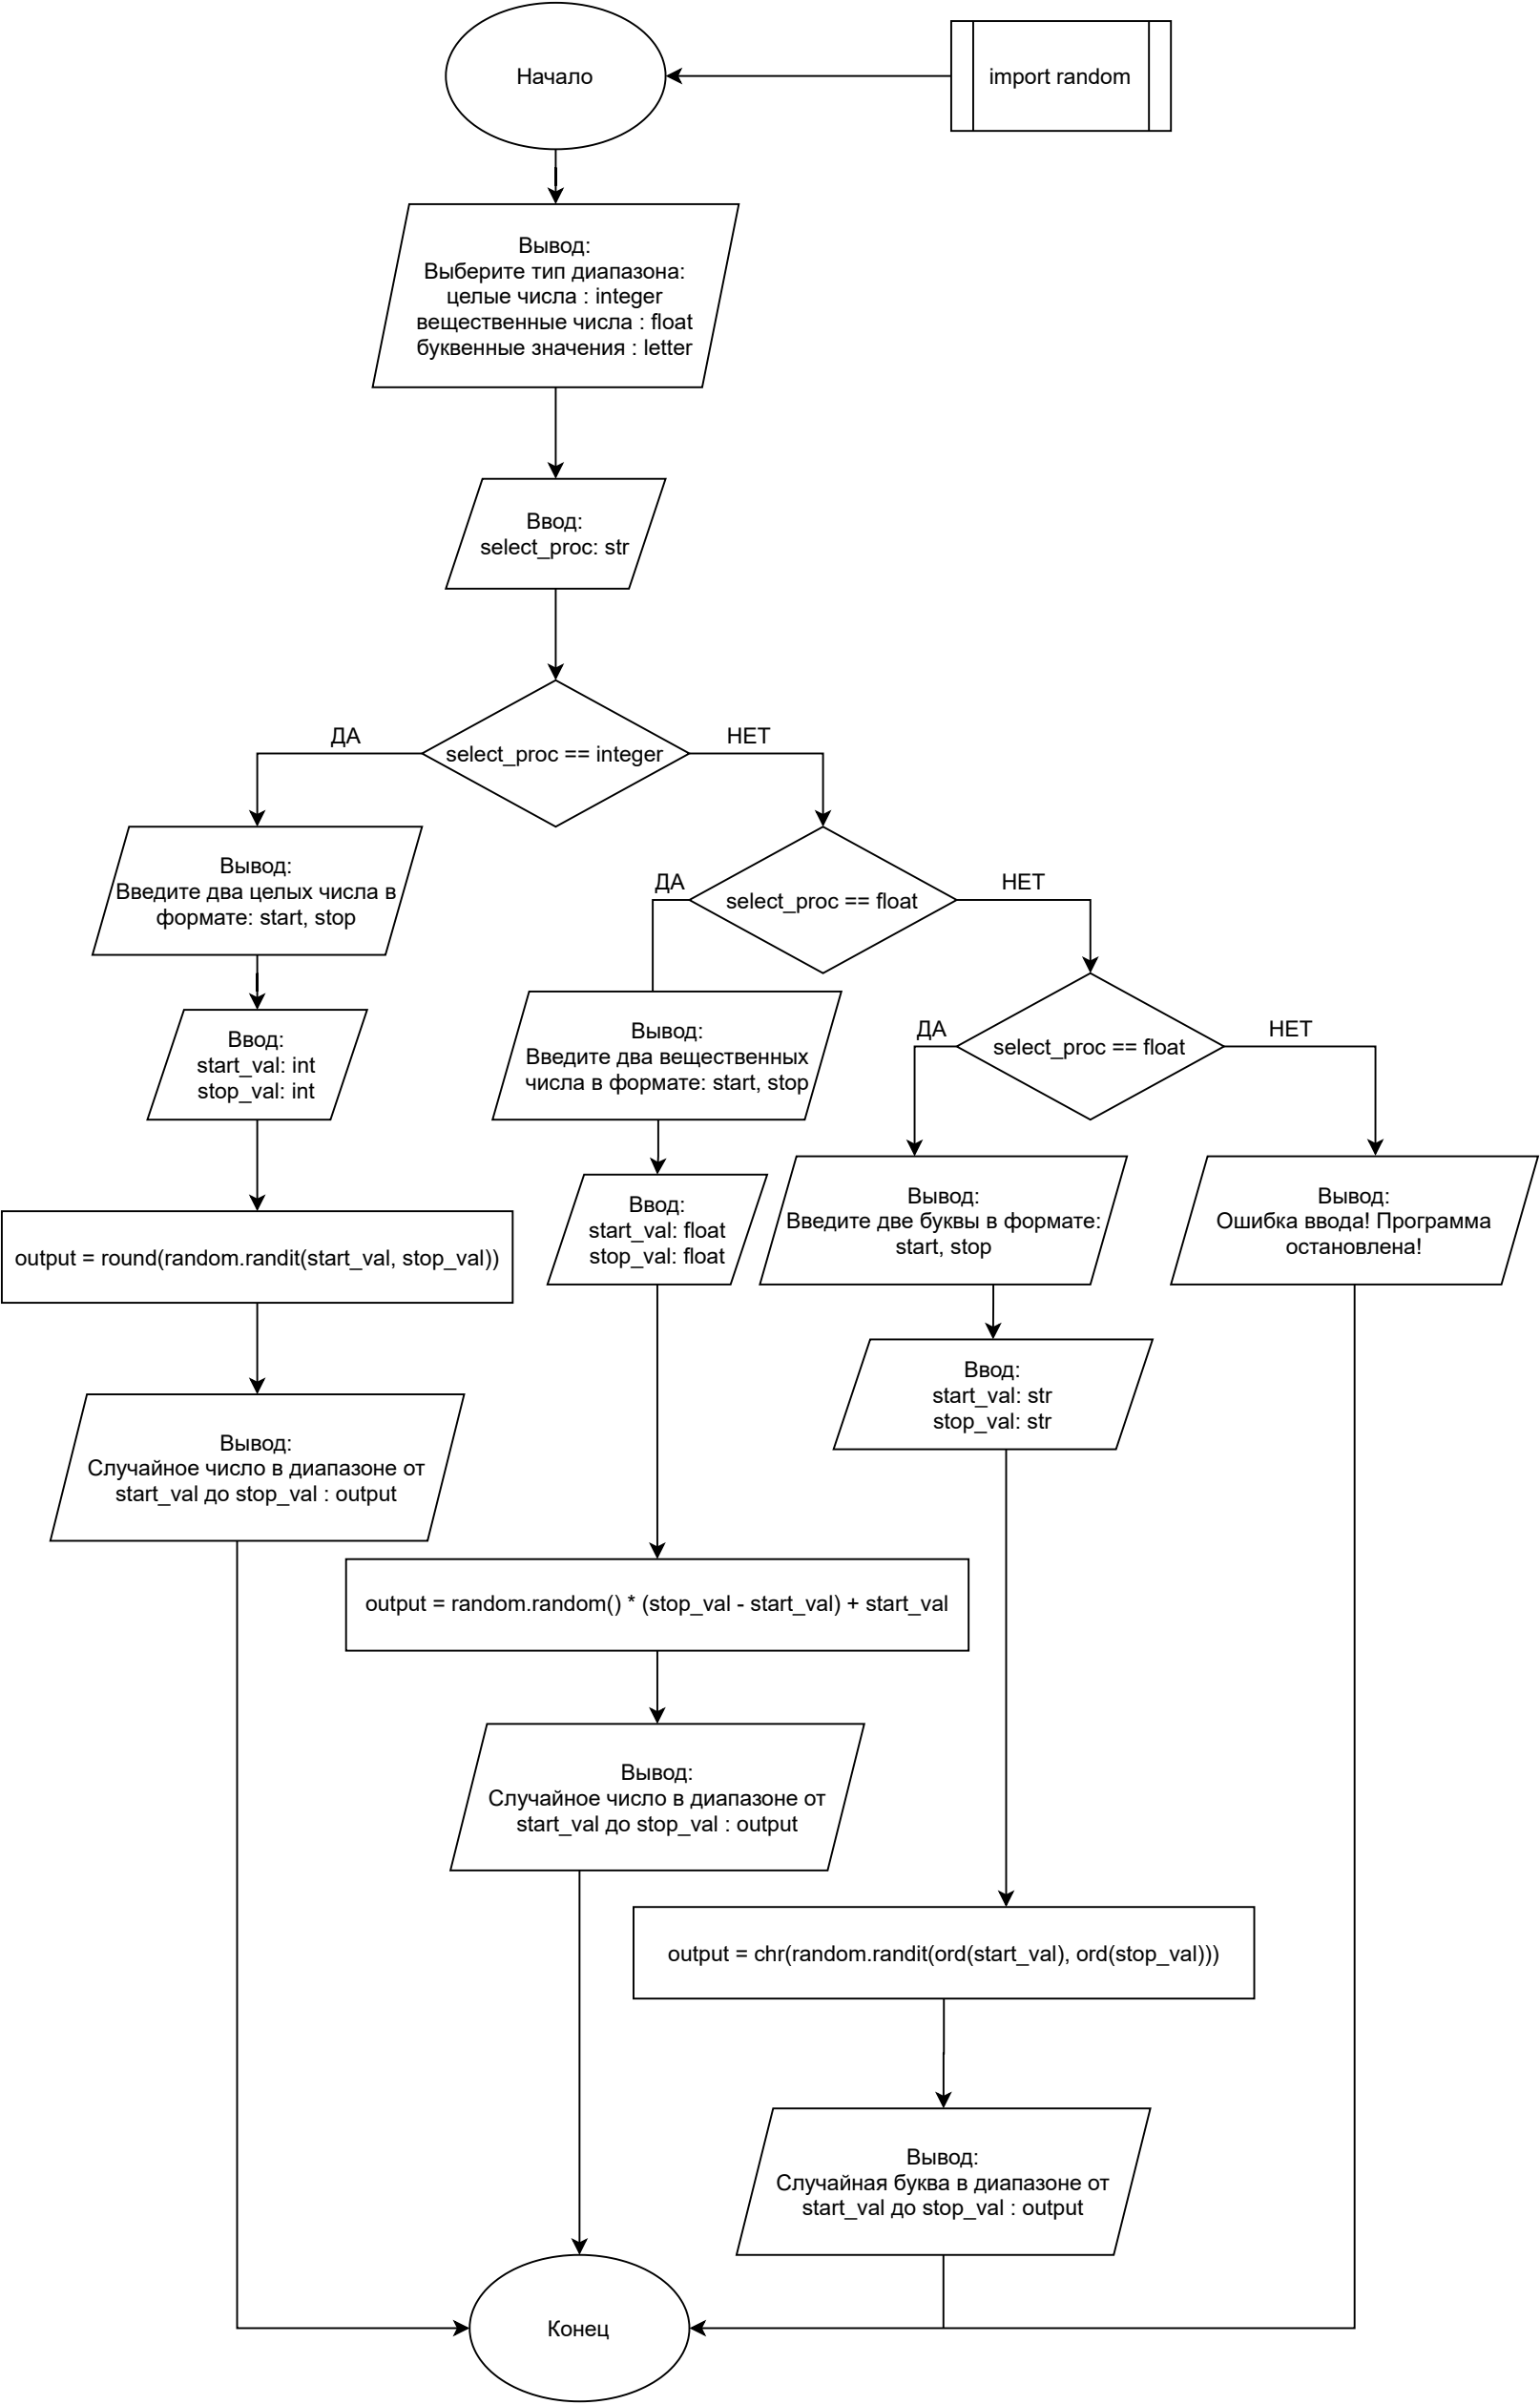 Начало
import random
Вывод:
Выберите тип диапазона:
целые числа : integer
вещественные числа : float
буквенные значения : letter
Ввод:
select_proc: str
select_proc == integer
ДА
НЕТ
Вывод:
Введите два целых числа в
формате: start, stop
select_proc == float
ДА
НЕТ
Ввод:
start_val: int
stop_val: int
Вывод:
Введите два вещественных
числа в формате: start, stop
select_proc == float
ДА
НЕТ
output = round(random.randit(start_val, stop_val))
Ввод:
start_val: float
stop_val: float
Вывод:
Введите две буквы в формате:
start, stop
Вывод:
Ошибка ввода! Программа
остановлена!
Ввод:
start_val: str
stop_val: str
Вывод:
Случайное число в диапазоне от
start_val до stop_val : output
output = random.random() * (stop_val - start_val) + start_val
Вывод:
Случайное число в диапазоне от
start_val до stop_val : output
output = chr(random.randit(ord(start_val), ord(stop_val)))
Вывод:
Случайная буква в диапазоне от
start_val до stop_val : output
Конец